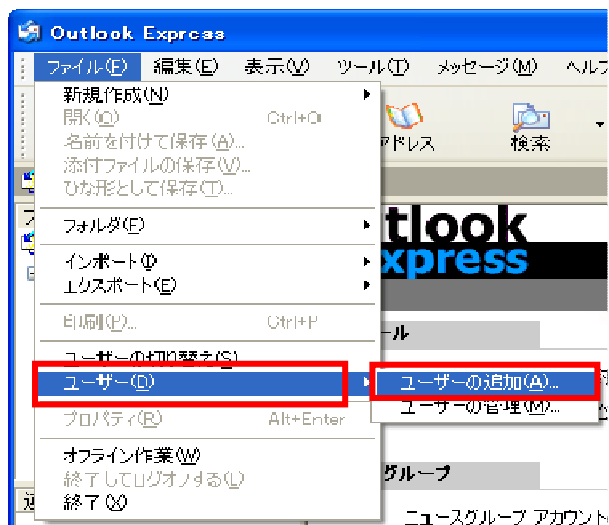 Outlook Express
ファイル(F) 編集(E) 表示(V) ツール(T) メッセージ(M) ヘルプ
新規作成(N)
開く(O) Ctrl+O
名前を付けて保存(A)...
添付ファイルの保存(V)...
ひな形として保存(T)...
フォルダ(F)
インポート(I)
エクスポート(E)
印刷(P)... Ctrl+P
ユーザーの切り替え(S)
ユーザー(D)
プロパティ(R) Alt+Enter
オフライン作業(W)
終了してログオフする(L)
終了(X)
ユーザーの追加(A)...
ユーザーの管理(M)...
ドレス
検索
tlook
xpress
ール
グループ
ニュースグループ アカウント